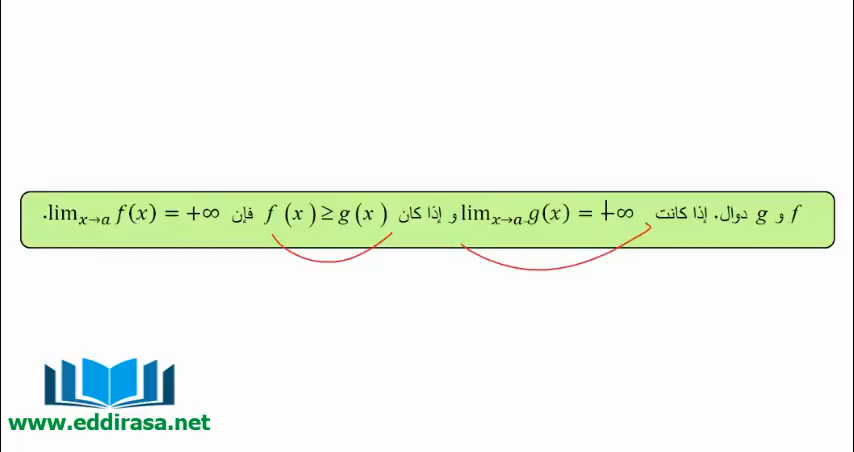 f و g دوال. إذا كانت lim_{x→a} g(x) = +∞ و إذا كان f (x) ≥ g(x) فإن lim_{x→a} f(x) = +∞.
www.eddirasa.net